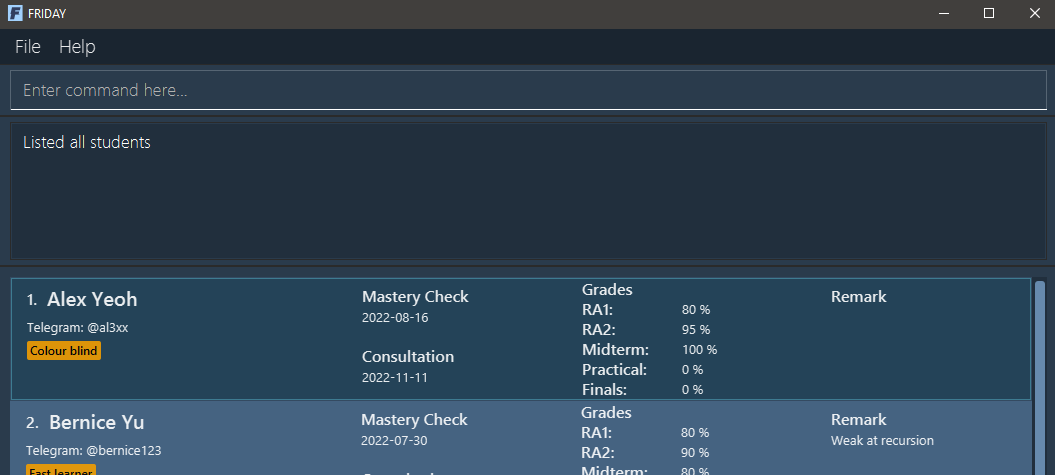 FRIDAY
File Help
Enter command here...
Listed all students
1. Alex Yeoh
Telegram: @al3xx
Colour blind
Mastery Check
2022-08-16
Consultation
2022-11-11
Grades
RA1: 80 %
RA2: 95 %
Midterm: 100 %
Practical: 0 %
Finals: 0 %
Remark
2. Bernice Yu
Telegram: @bernice123
Fast learner
Mastery Check
2022-07-30
Grades
RA1: 80 %
RA2: 90 %
Midterm: 80 %
Remark
Weak at recursion